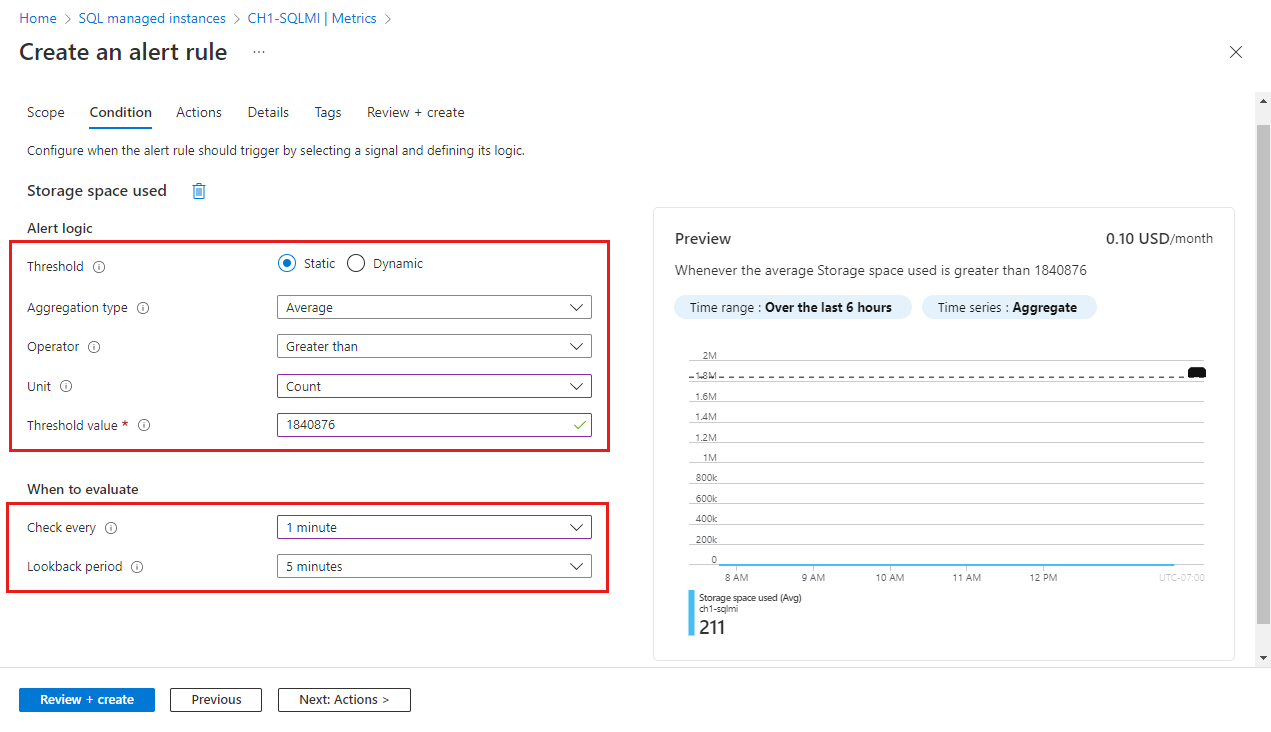 Home > SQL managed instances > CH1-SQLMI | Metrics >
Create an alert rule ...
Scope Condition Actions Details Tags Review + create
Configure when the alert rule should trigger by selecting a signal and defining its logic.
Storage space used
Alert logic
Threshold Static Dynamic
Aggregation type Average
Operator Greater than
Unit Count
Threshold value * 1840876
When to evaluate
Check every 1 minute
Lookback period 5 minutes
Preview 0.10 USD/month
Whenever the average Storage space used is greater than 1840876
Time range : Over the last 6 hours Time series : Aggregate
2M
1.8M
1.6M
1.4M
1.2M
1M
800k
600k
400k
200k
0
8 AM 9 AM 10 AM 11 AM 12 PM UTC-07:00
Storage space used (Avg)
ch1-sqlmi
211
Review + create Previous Next: Actions >